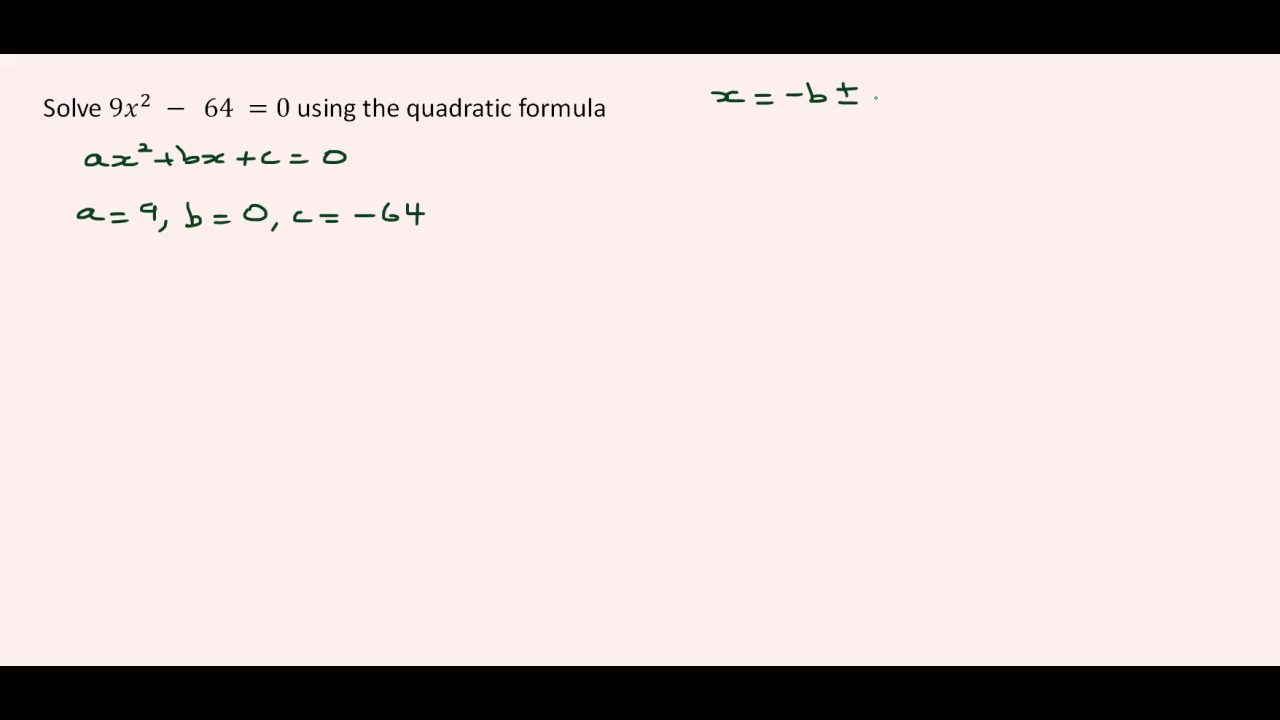 Solve 9x² − 64 = 0 using the quadratic formula
ax² + bx + c = 0
a = 9, b = 0, c = −64
x = −b ±